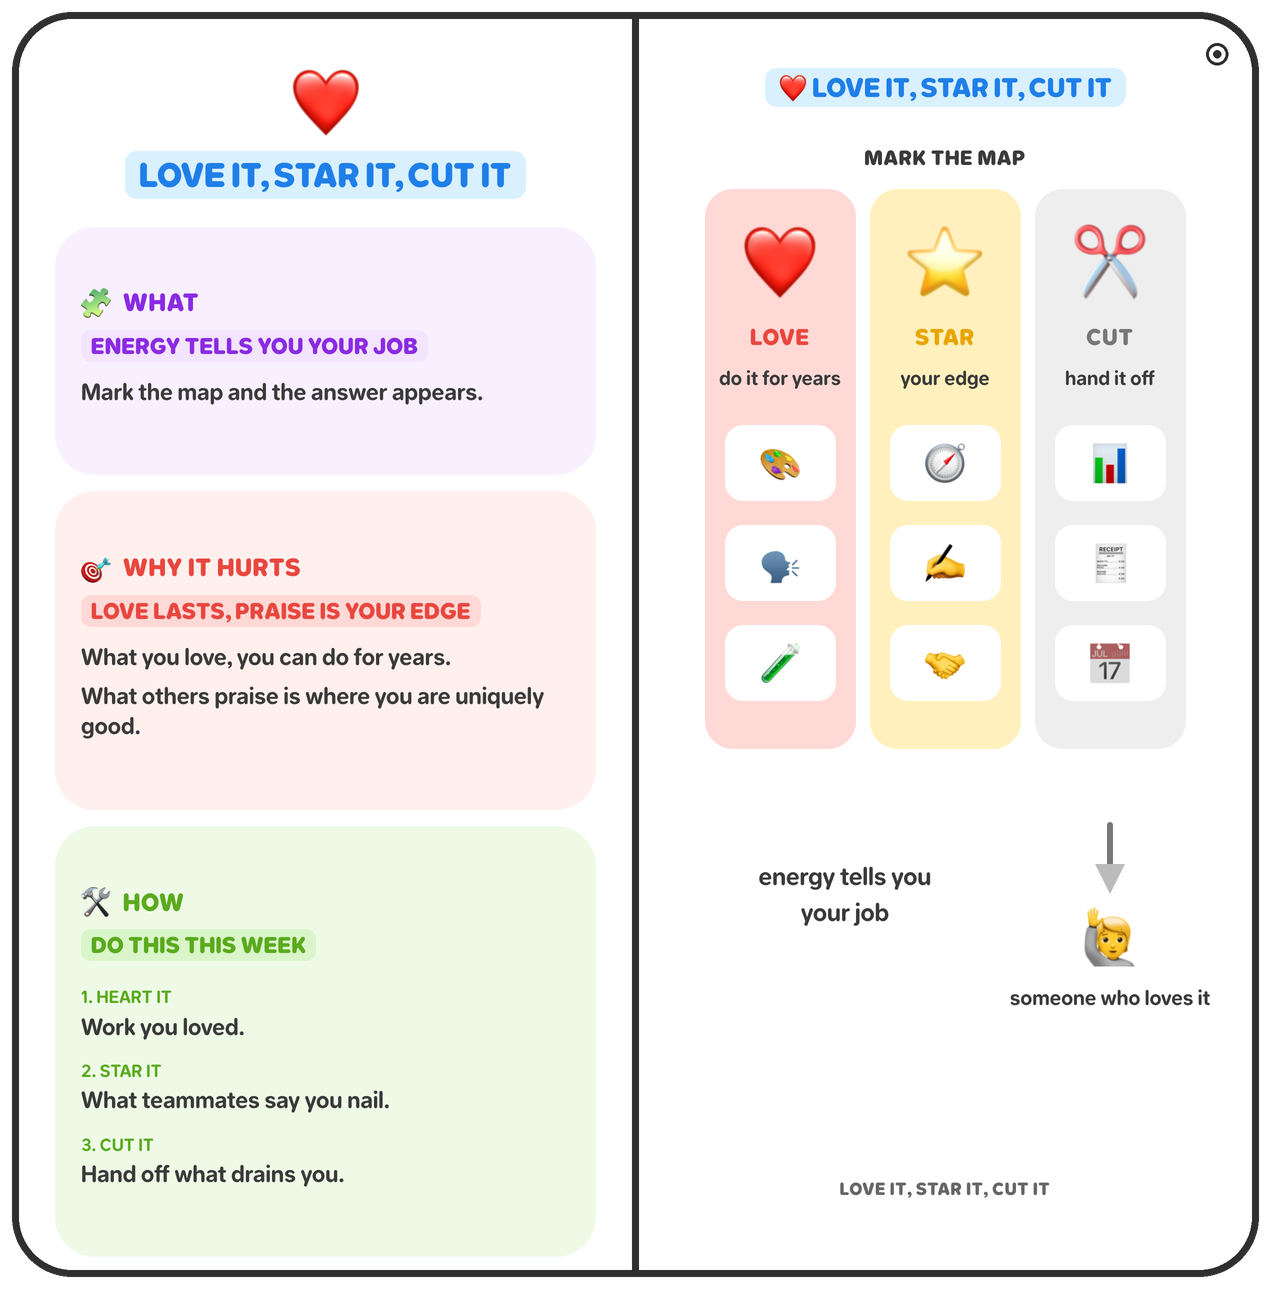 LOVE IT, STAR IT, CUT IT
WHAT
ENERGY TELLS YOU YOUR JOB
Mark the map and the answer appears.
WHY IT HURTS
LOVE LASTS, PRAISE IS YOUR EDGE
What you love, you can do for years.
What others praise is where you are uniquely
good.
HOW
DO THIS THIS WEEK
1. HEART IT
Work you loved.
2. STAR IT
What teammates say you nail.
3. CUT IT
Hand off what drains you.
LOVE IT, STAR IT, CUT IT
MARK THE MAP
LOVE
do it for years
STAR
your edge
CUT
hand it off
RECEIPT
JUL
17
energy tells you
your job
someone who loves it
LOVE IT, STAR IT, CUT IT